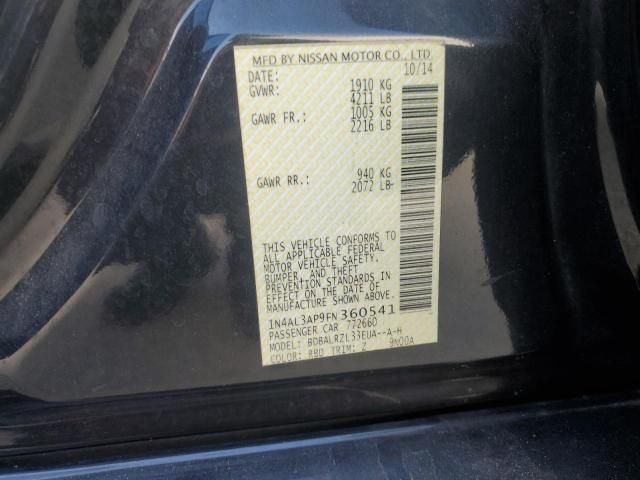 MFD BY NISSAN MOTOR CO., LTD
DATE: 10/14
GVWR: 1910 KG
4211 LB
GAWR FR.: 1005 KG
2216 LB
GAWR RR.: 940 KG
2072 LB
THIS VEHICLE CONFORMS TO
ALL APPLICABLE FEDERAL
MOTOR VEHICLE SAFETY,
BUMPER, AND THEFT
PREVENTION STANDARDS IN
EFFECT ON THE DATE OF
MANUFACTURE SHOWN ABOVE.
1N4AL3AP9FN360541
PASSENGER CAR 772660
MODEL: BDBALRZL33EUA--A-H
COLOR: RBD TRIM: Z 9N00A